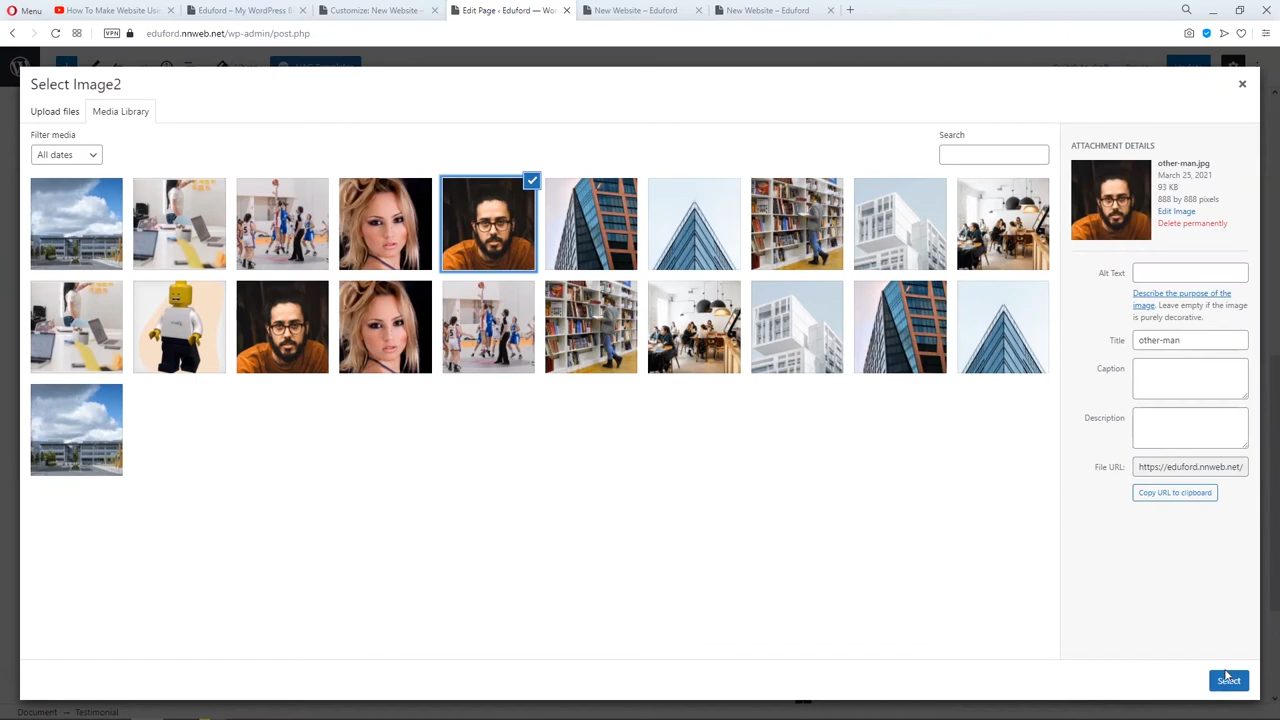 Menu
How To Make Website Usin
Eduford – My WordPress B
Customize: New Website –
Edit Page ‹ Eduford — Wor
New Website – Eduford
New Website – Eduford
VPN
eduford.nnweb.net/wp-admin/post.php
Select Image2
Upload files
Media Library
Filter media
All dates
Search
ATTACHMENT DETAILS
other-man.jpg
March 25, 2021
93 KB
888 by 888 pixels
Edit Image
Delete permanently
Alt Text
Describe the purpose of the
image. Leave empty if the image
is purely decorative.
Title
other-man
Caption
Description
File URL:
https://eduford.nnweb.net/
Copy URL to clipboard
Select
Document → Testimonial